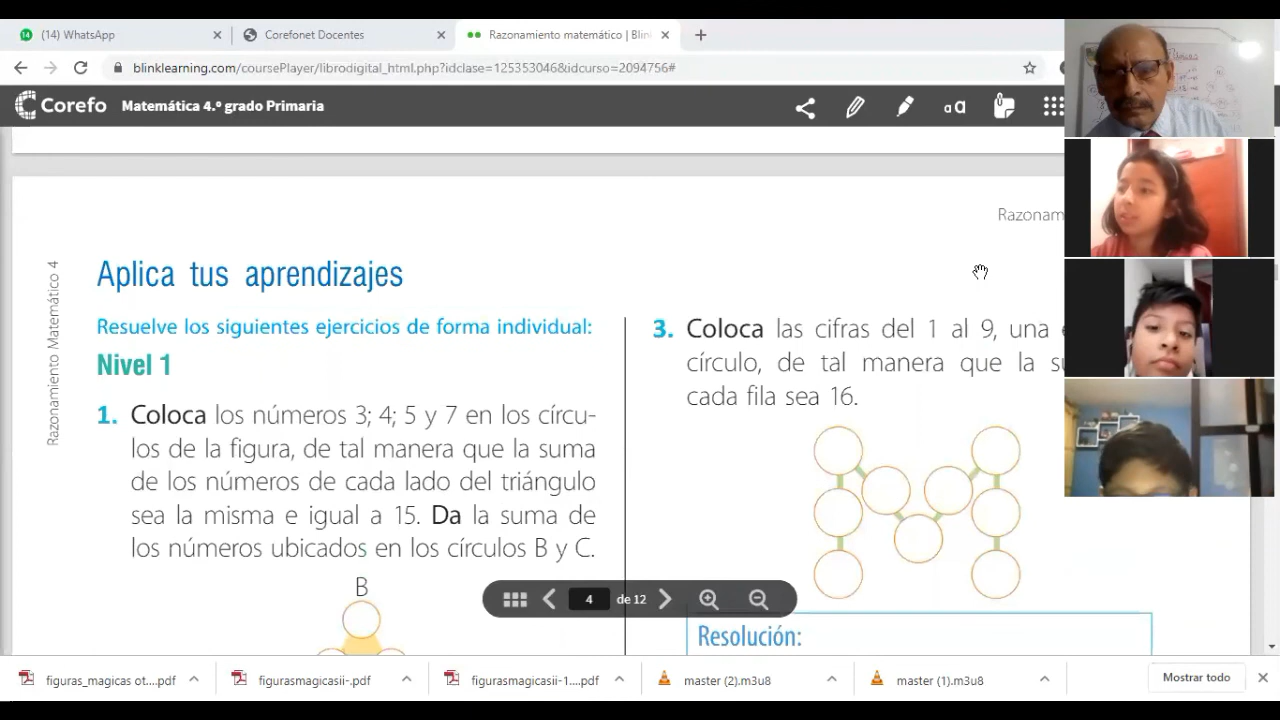 (14) WhatsApp
Corefonet Docentes
Razonamiento matemático | Blin
blinklearning.com/coursePlayer/librodigital_html.php?idclase=125353046&idcurso=2094756#
Corefo Matemática 4.º grado Primaria
aA
Razonam
Razonamiento Matemático 4
Aplica tus aprendizajes
Resuelve los siguientes ejercicios de forma individual:
Nivel 1
1. Coloca los números 3; 4; 5 y 7 en los círcu-
los de la figura, de tal manera que la suma
de los números de cada lado del triángulo
sea la misma e igual a 15. Da la suma de
los números ubicados en los círculos B y C.
B
3. Coloca las cifras del 1 al 9, una e
círculo, de tal manera que la su
cada fila sea 16.
Resolución:
4 de 12
figuras_magicas ot....pdf
figurasmagicasii-.pdf
figurasmagicasii-1....pdf
master (2).m3u8
master (1).m3u8
Mostrar todo